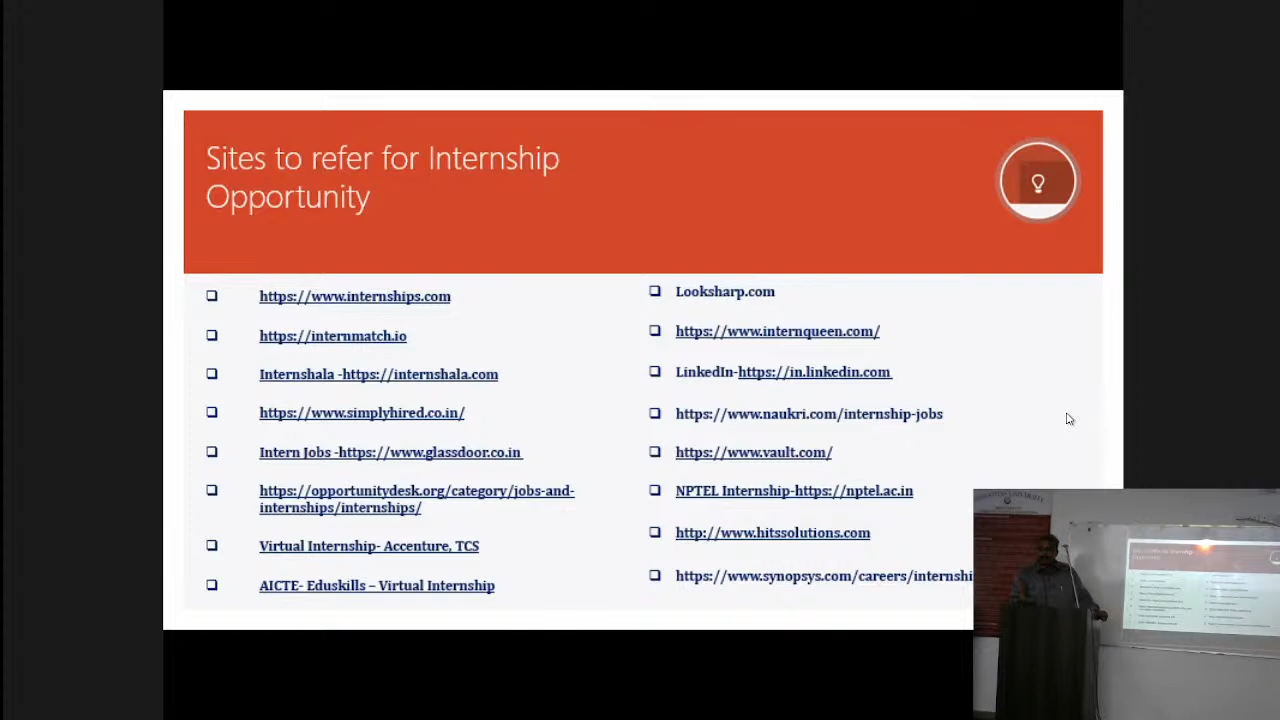 Sites to refer for Internship
Opportunity
https://www.internships.com
https://internmatch.io
Internshala -https://internshala.com
https://www.simplyhired.co.in/
Intern Jobs -https://www.glassdoor.co.in
https://opportunitydesk.org/category/jobs-and-
internships/internships/
Virtual Internship- Accenture, TCS
AICTE- Eduskills – Virtual Internship
Looksharp.com
https://www.internqueen.com/
LinkedIn-https://in.linkedin.com
https://www.naukri.com/internship-jobs
https://www.vault.com/
NPTEL Internship-https://nptel.ac.in
http://www.hitssolutions.com
https://www.synopsys.com/careers/internshi